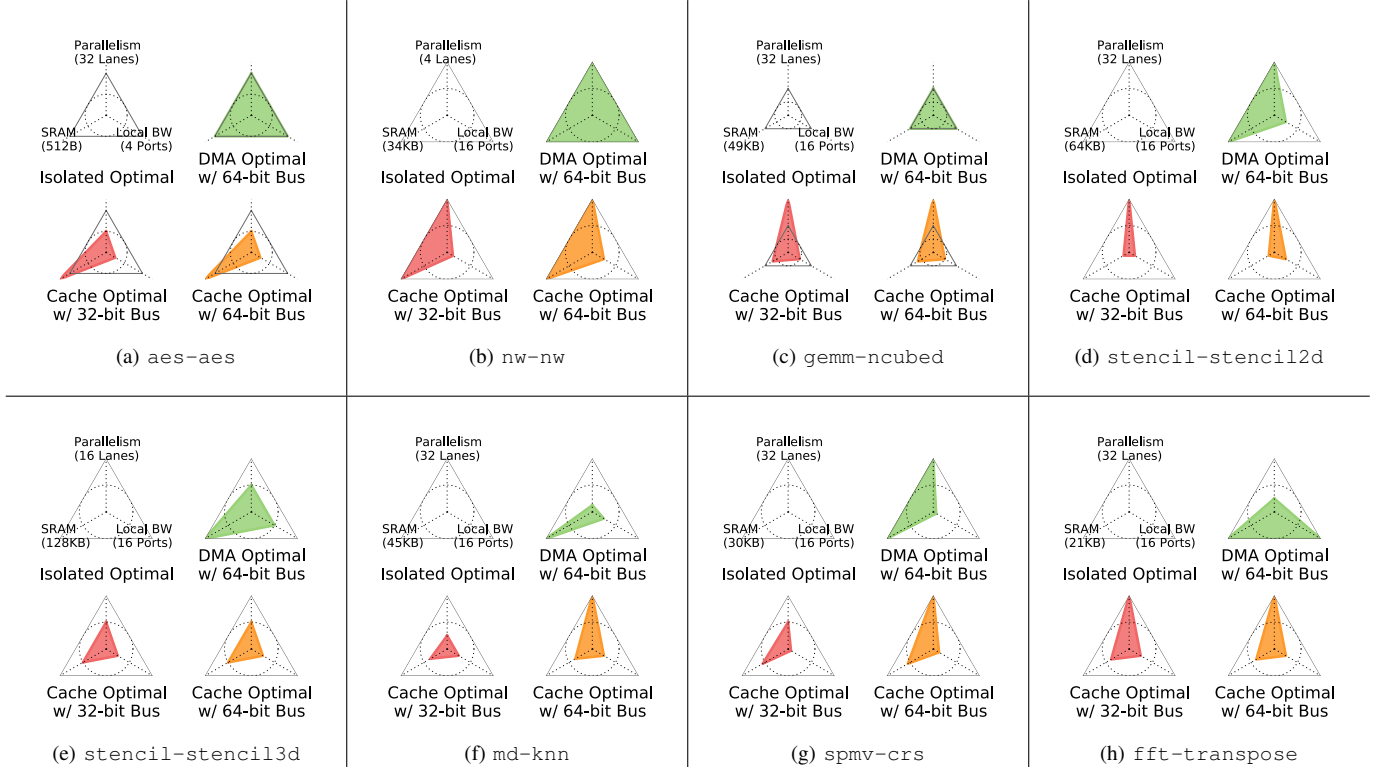 Parallelism
(32 Lanes)
SRAM
(512B)
Local BW
(4 Ports)
Isolated Optimal
DMA Optimal
w/ 64-bit Bus
Cache Optimal
w/ 32-bit Bus
Cache Optimal
w/ 64-bit Bus
(a) aes-aes
Parallelism
(4 Lanes)
SRAM
(34KB)
Local BW
(16 Ports)
Isolated Optimal
DMA Optimal
w/ 64-bit Bus
Cache Optimal
w/ 32-bit Bus
Cache Optimal
w/ 64-bit Bus
(b) nw-nw
Parallelism
(32 Lanes)
SRAM
(49KB)
Local BW
(16 Ports)
Isolated Optimal
DMA Optimal
w/ 64-bit Bus
Cache Optimal
w/ 32-bit Bus
Cache Optimal
w/ 64-bit Bus
(c) gemm-ncubed
Parallelism
(32 Lanes)
SRAM
(64KB)
Local BW
(16 Ports)
Isolated Optimal
DMA Optimal
w/ 64-bit Bus
Cache Optimal
w/ 32-bit Bus
Cache Optimal
w/ 64-bit Bus
(d) stencil-stencil2d
Parallelism
(16 Lanes)
SRAM
(128KB)
Local BW
(16 Ports)
Isolated Optimal
DMA Optimal
w/ 64-bit Bus
Cache Optimal
w/ 32-bit Bus
Cache Optimal
w/ 64-bit Bus
(e) stencil-stencil3d
Parallelism
(32 Lanes)
SRAM
(45KB)
Local BW
(16 Ports)
Isolated Optimal
DMA Optimal
w/ 64-bit Bus
Cache Optimal
w/ 32-bit Bus
Cache Optimal
w/ 64-bit Bus
(f) md-knn
Parallelism
(32 Lanes)
SRAM
(30KB)
Local BW
(16 Ports)
Isolated Optimal
DMA Optimal
w/ 64-bit Bus
Cache Optimal
w/ 32-bit Bus
Cache Optimal
w/ 64-bit Bus
(g) spmv-crs
Parallelism
(32 Lanes)
SRAM
(21KB)
Local BW
(16 Ports)
Isolated Optimal
DMA Optimal
w/ 64-bit Bus
Cache Optimal
w/ 32-bit Bus
Cache Optimal
w/ 64-bit Bus
(h) fft-transpose